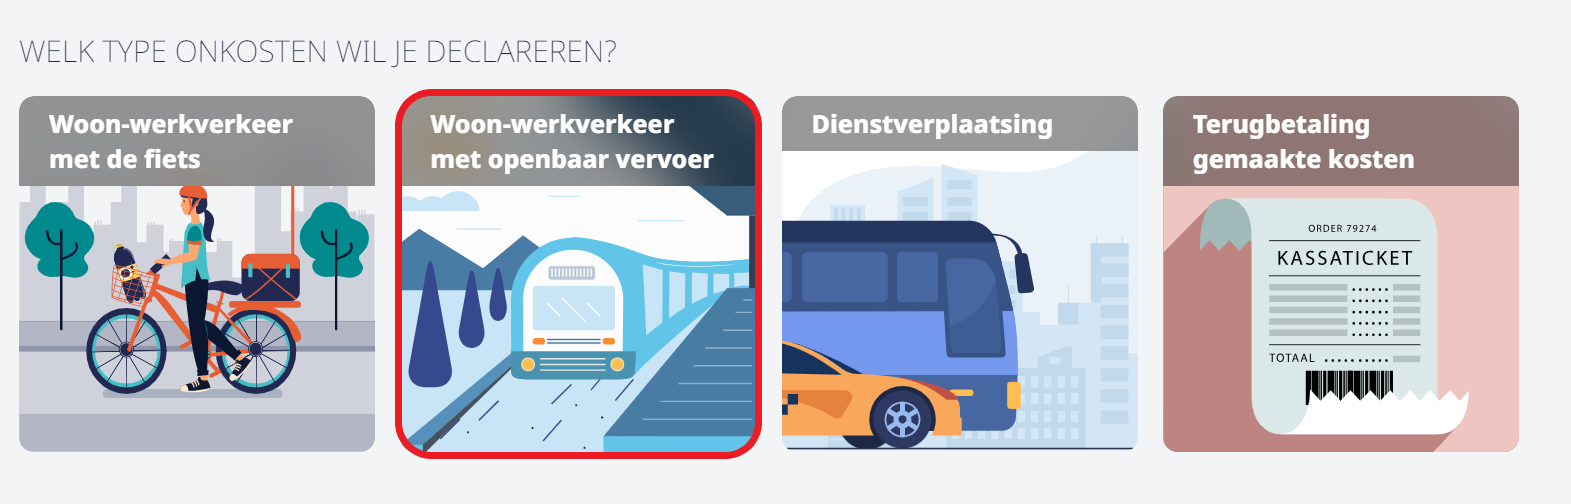 WELK TYPE ONKOSTEN WIL JE DECLAREREN?
Woon-werkverkeer
met de fiets
Woon-werkverkeer
met openbaar vervoer
Dienstverplaatsing
Terugbetaling
gemaakte kosten
ORDER 79274
KASSATICKET
TOTAAL